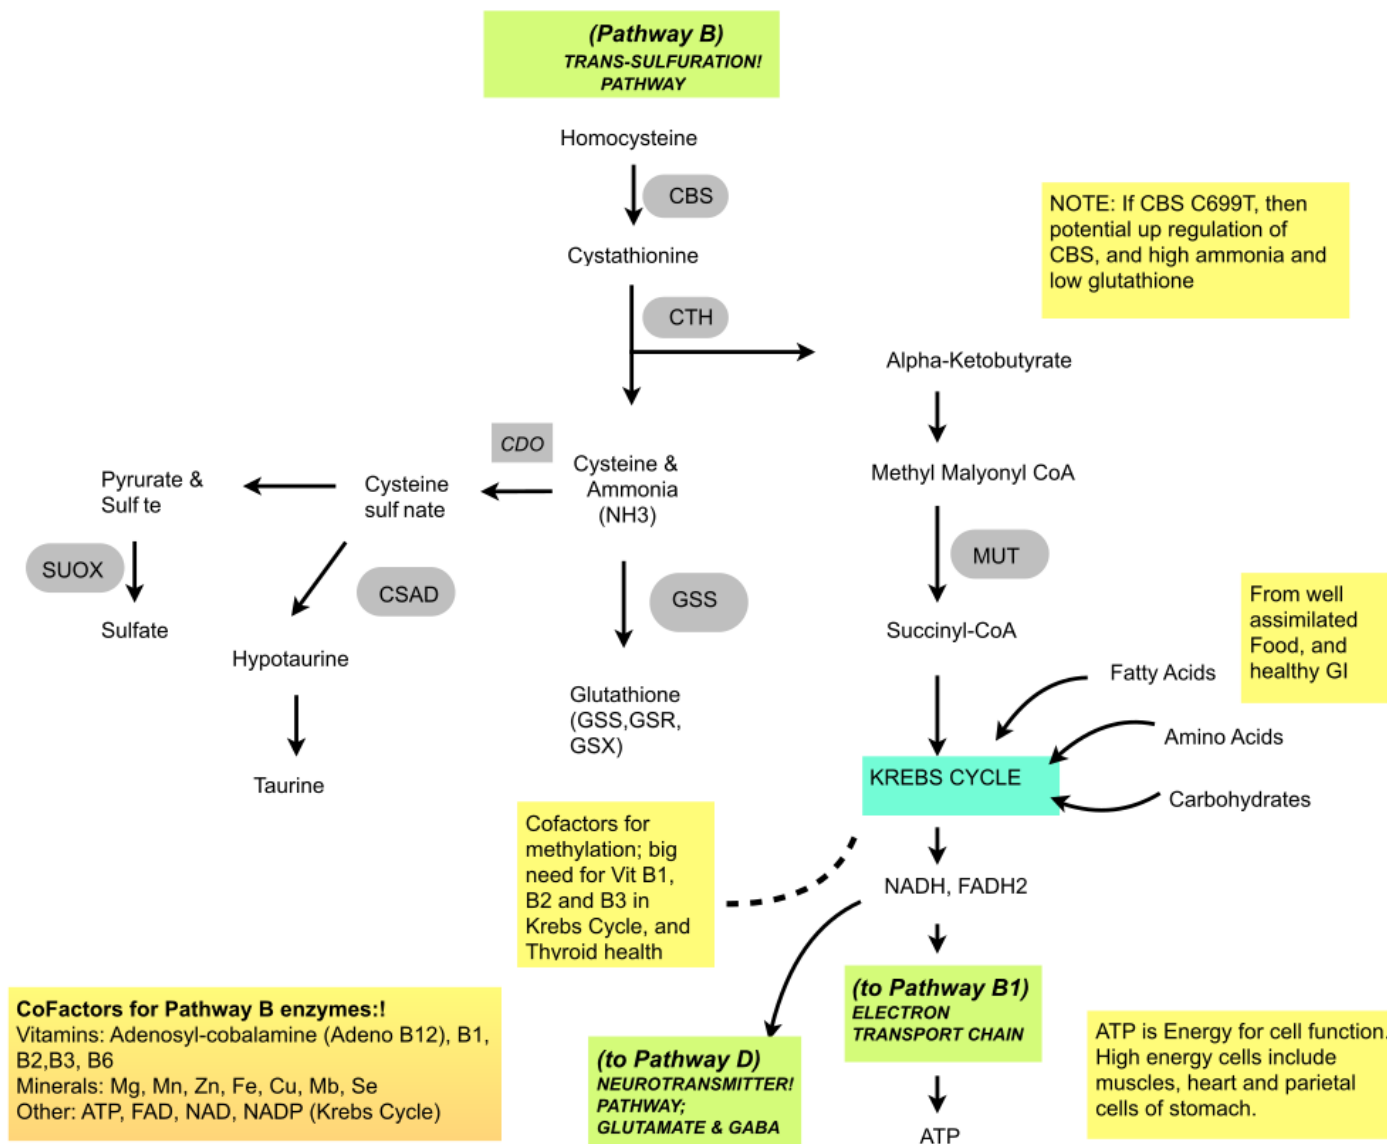 (Pathway B)
TRANS-SULFURATION!
PATHWAY
Homocysteine
CBS
NOTE: If CBS C699T, then
potential up regulation of
CBS, and high ammonia and
low glutathione
Cystathionine
CTH
Alpha-Ketobutyrate
CDO
Cysteine &
Ammonia
(NH3)
Pyrurate &
Sulf te
Cysteine
sulf nate
Methyl Malyonyl CoA
SUOX
CSAD
GSS
MUT
Sulfate
Hypotaurine
Succinyl-CoA
From well
assimilated
Food, and
healthy GI
Glutathione
(GSS,GSR,
GSX)
Fatty Acids
Amino Acids
Taurine
KREBS CYCLE
Carbohydrates
Cofactors for
methylation; big
need for Vit B1,
B2 and B3 in
Krebs Cycle, and
Thyroid health
NADH, FADH2
(to Pathway B1)
ELECTRON
TRANSPORT CHAIN
CoFactors for Pathway B enzymes:!
Vitamins: Adenosyl-cobalamine (Adeno B12), B1,
B2,B3, B6
Minerals: Mg, Mn, Zn, Fe, Cu, Mb, Se
Other: ATP, FAD, NAD, NADP (Krebs Cycle)
(to Pathway D)
NEUROTRANSMITTER!
PATHWAY;
GLUTAMATE & GABA
ATP is Energy for cell function.
High energy cells include
muscles, heart and parietal
cells of stomach.
ATP